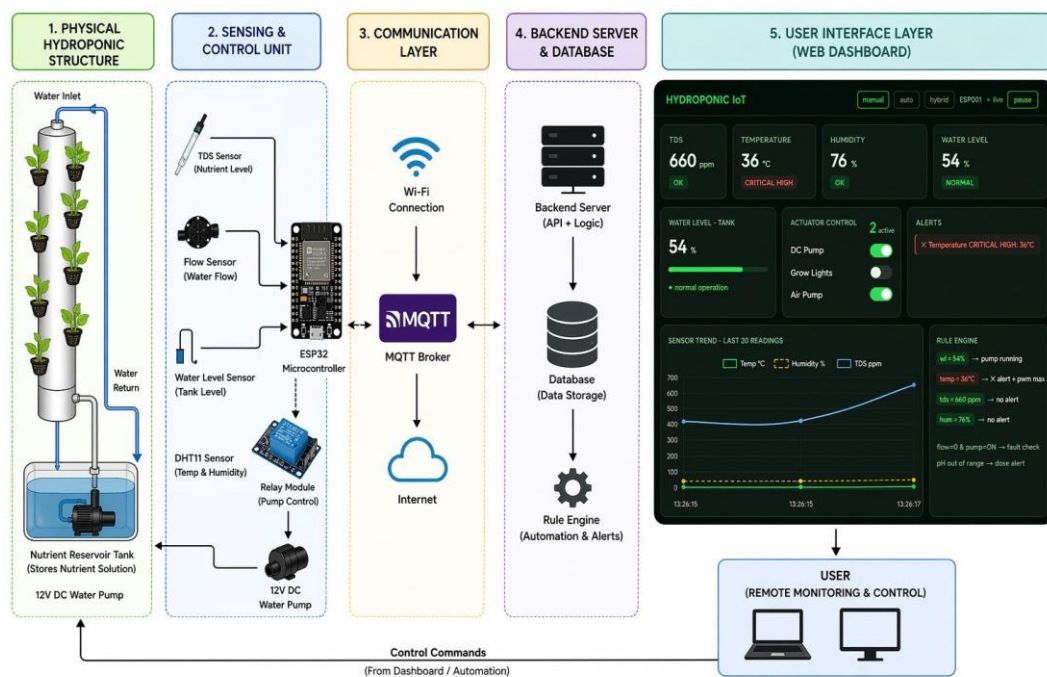 1. PHYSICAL
HYDROPONIC
STRUCTURE
Water Inlet
Water
Return
Nutrient Reservoir Tank
(Stores Nutrient Solution)
12V DC Water Pump
2. SENSING &
CONTROL UNIT
TDS Sensor
(Nutrient Level)
Flow Sensor
(Water Flow)
Water Level Sensor
(Tank Level)
ESP32
Microcontroller
DHT11 Sensor
(Temp & Humidity)
Relay Module
(Pump Control)
12V DC
Water Pump
3. COMMUNICATION
LAYER
Wi-Fi
Connection
MQTT
MQTT Broker
Internet
4. BACKEND SERVER
& DATABASE
Backend Server
(API + Logic)
Database
(Data Storage)
Rule Engine
(Automation & Alerts)
5. USER INTERFACE LAYER
(WEB DASHBOARD)
HYDROPONIC IoT
manual auto hybrid ESP001 • live pause
TDS
660 ppm
OK
TEMPERATURE
36 °C
CRITICAL HIGH
HUMIDITY
76 %
OK
WATER LEVEL
54 %
NORMAL
WATER LEVEL - TANK
54 %
• normal operation
ACTUATOR CONTROL 2 active
DC Pump
Grow Lights
Air Pump
ALERTS
× Temperature CRITICAL HIGH: 36°C
SENSOR TREND - LAST 20 READINGS
Temp °C Humidity % TDS ppm
700
600
500
400
300
200
100
0
13:26:15 13:26:15 13:26:17
RULE ENGINE
wl = 54% → pump running
temp = 36°C → × alert + pwm max
tds = 660 ppm → no alert
hum = 76% → no alert
flow=0 & pump=ON → fault check
pH out of range → dose alert
USER
(REMOTE MONITORING & CONTROL)
Control Commands
(From Dashboard / Automation)